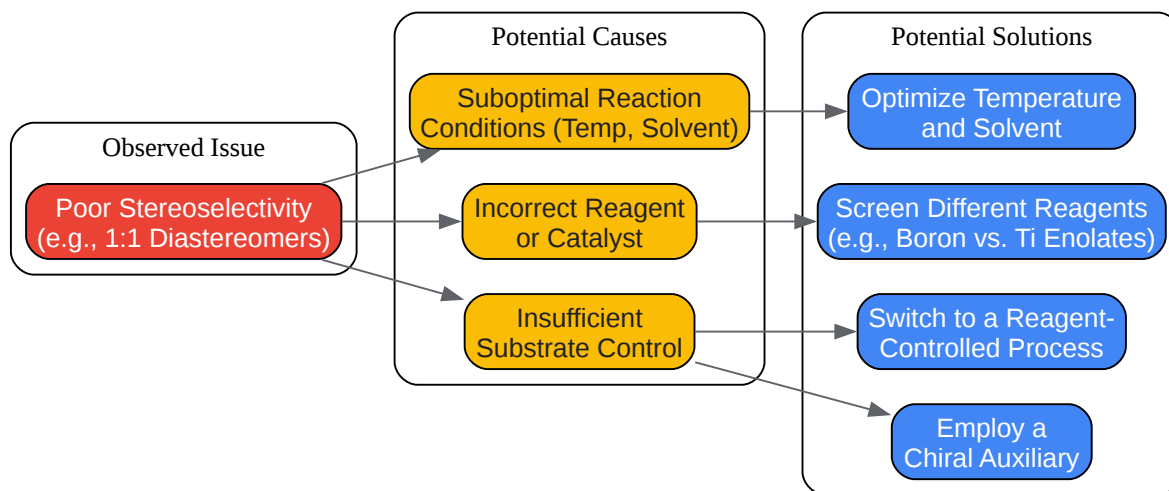 Observed Issue
Poor Stereoselectivity
(e.g., 1:1 Diastereomers)
Potential Causes
Suboptimal Reaction
Conditions (Temp, Solvent)
Incorrect Reagent
or Catalyst
Insufficient
Substrate Control
Potential Solutions
Optimize Temperature
and Solvent
Screen Different Reagents
(e.g., Boron vs. Ti Enolates)
Switch to a Reagent-
Controlled Process
Employ a
Chiral Auxiliary